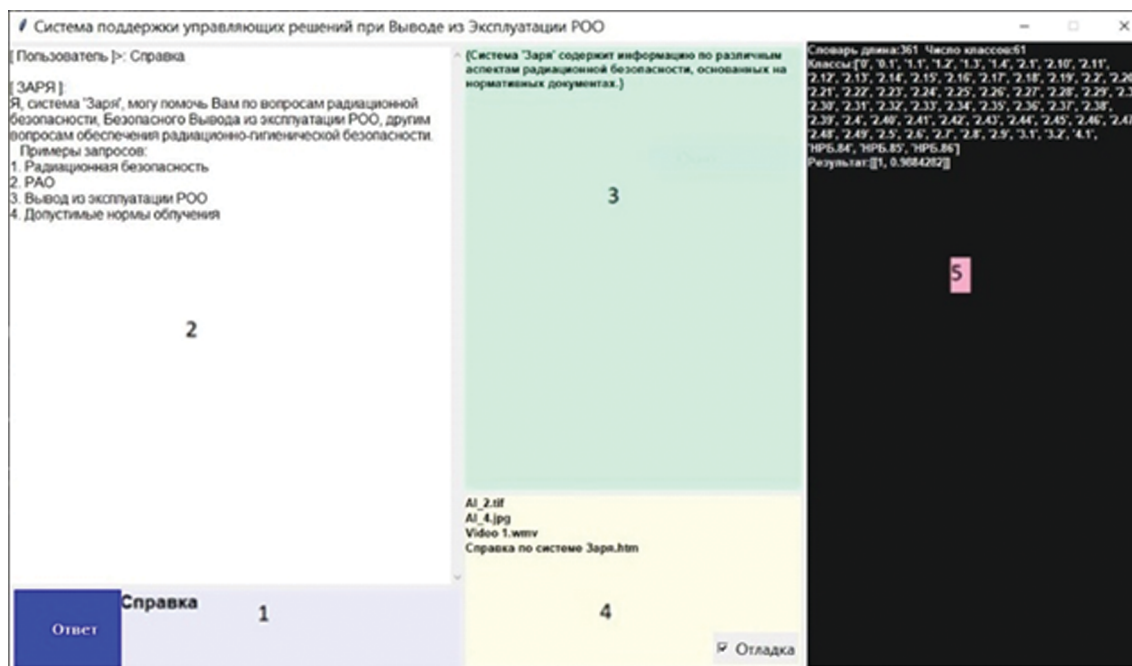 Система поддержки управляющих решений при Выводе из Эксплуатации РОО
[ Пользователь ]>: Справка
[ ЗАРЯ ]:
Я, система 'Заря', могу помочь Вам по вопросам радиационной
безопасности, Безопасного Вывода из эксплуатации РОО, другим
вопросам обеспечения радиационно-гигиенической безопасности.
Примеры запросов:
1. Радиационная безопасность
2. РАО
3. Вывод из эксплуатации РОО
4. Допустимые нормы облучения
2
Ответ
Справка
1
(Система 'Заря' содержит информацию по различным
аспектам радиационной безопасности, основанных на
нормативных документах.)
3
AI_2.tif
AI_4.jpg
Video 1.wmv
Справка по системе Заря.htm
4
Отладка
Словарь длина:361 Число классов:61
Классы:['0', '0.1', '1.1', '1.2', '1.3', '1.4', '2.1', '2.10', '2.11',
'2.12', '2.13', '2.14', '2.15', '2.16', '2.17', '2.18', '2.19', '2.2', '2.20
'2.21', '2.22', '2.23', '2.24', '2.25', '2.26', '2.27', '2.28', '2.29', '2.3
'2.30', '2.31', '2.32', '2.33', '2.34', '2.35', '2.36', '2.37', '2.38',
'2.39', '2.4', '2.40', '2.41', '2.42', '2.43', '2.44', '2.45', '2.46', '2.47
'2.48', '2.49', '2.5', '2.6', '2.7', '2.8', '2.9', '3.1', '3.2', '4.1',
'НРБ.84', 'НРБ.85', 'НРБ.86']
Результат:[[1, 0.9884282]]
5